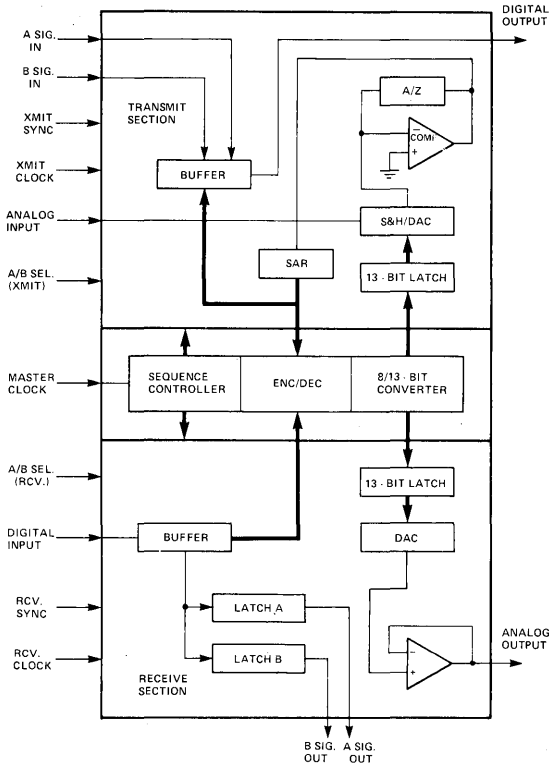 DIGITAL
OUTPUT
A SIG.
IN
B SIG.
IN
TRANSMIT
SECTION
XMIT
SYNC
A/Z
−
COMP
+
XMIT
CLOCK
BUFFER
ANALOG
INPUT
S&H/DAC
SAR
A/B SEL.
(XMIT)
13 - BIT LATCH
MASTER
CLOCK
SEQUENCE
CONTROLLER
ENC/DEC
8/13 - BIT
CONVERTER
A/B SEL.
(RCV.)
13 - BIT LATCH
DIGITAL
INPUT
BUFFER
DAC
RCV.
SYNC
LATCH A
LATCH B
RCV.
CLOCK
−
+
ANALOG
OUTPUT
RECEIVE
SECTION
B SIG.
OUT
A SIG.
OUT